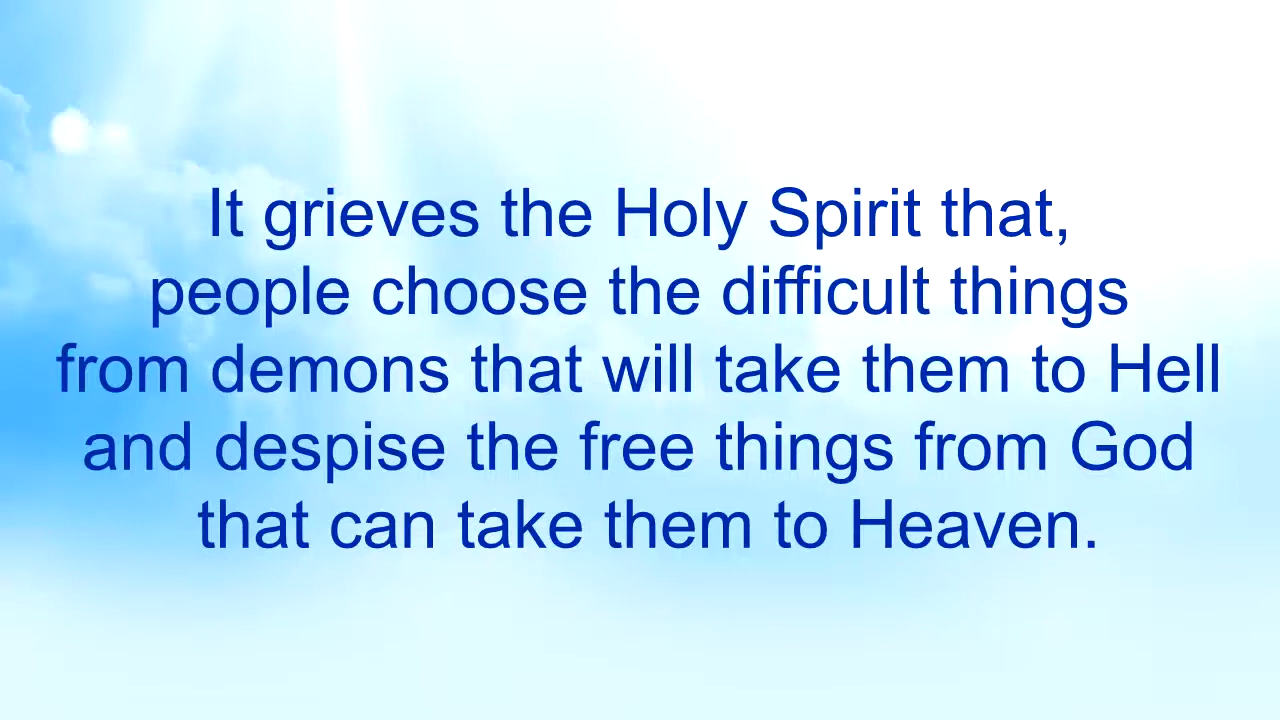 It grieves the Holy Spirit that,
people choose the difficult things
from demons that will take them to Hell
and despise the free things from God
that can take them to Heaven.